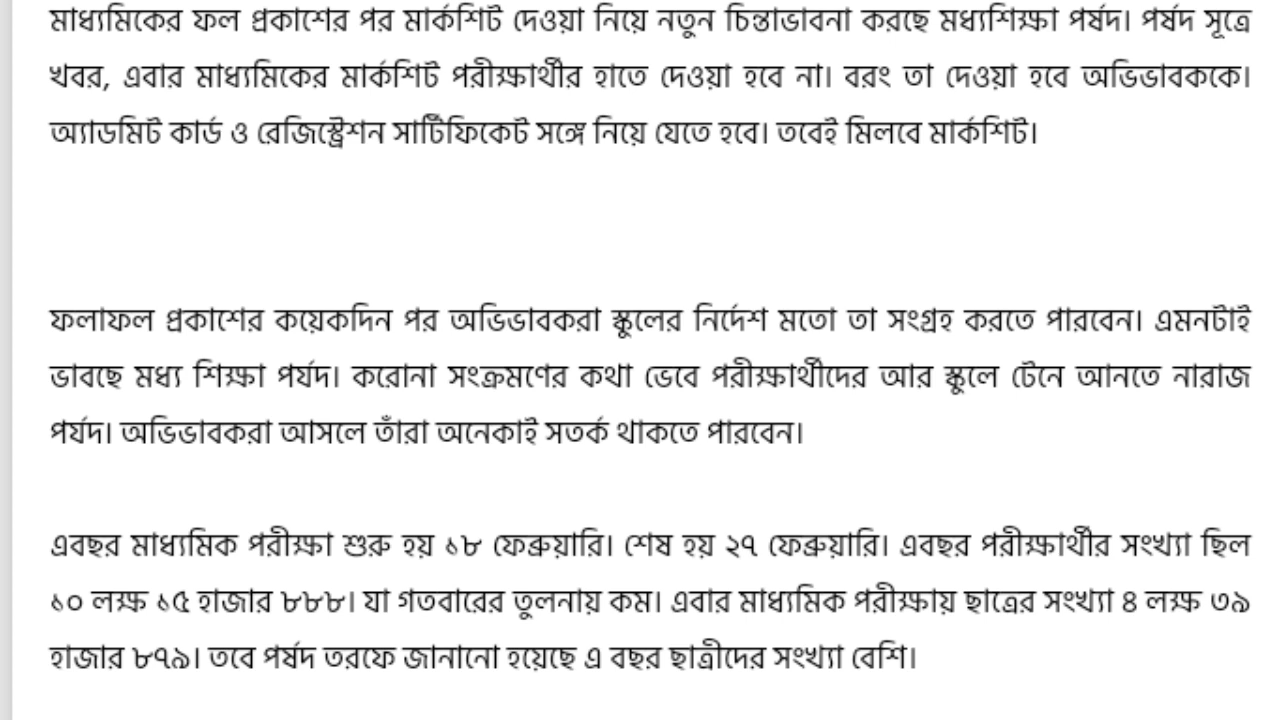 মাধ্যমিকের ফল প্রকাশের পর মার্কশিট দেওয়া নিয়ে নতুন চিন্তাভাবনা করছে মধ্যশিক্ষা পর্ষদ। পর্ষদ সূত্রে
খবর, এবার মাধ্যমিকের মার্কশিট পরীক্ষার্থীর হাতে দেওয়া হবে না। বরং তা দেওয়া হবে অভিভাবককে।
অ্যাডমিট কার্ড ও রেজিস্ট্রেশন সার্টিফিকেট সঙ্গে নিয়ে যেতে হবে। তবেই মিলবে মার্কশিট।
ফলাফল প্রকাশের কয়েকদিন পর অভিভাবকরা স্কুলের নির্দেশ মতো তা সংগ্রহ করতে পারবেন। এমনটাই
ভাবছে মধ্য শিক্ষা পর্যদ। করোনা সংক্রমণের কথা ভেবে পরীক্ষার্থীদের আর স্কুলে টেনে আনতে নারাজ
পর্যদ। অভিভাবকরা আসলে তাঁরা অনেকাই সতর্ক থাকতে পারবেন।
এবছর মাধ্যমিক পরীক্ষা শুরু হয় ১৮ ফেব্রুয়ারি। শেষ হয় ২৭ ফেব্রুয়ারি। এবছর পরীক্ষার্থীর সংখ্যা ছিল
১০ লক্ষ ১৫ হাজার ৮৮৮। যা গতবারের তুলনায় কম। এবার মাধ্যমিক পরীক্ষায় ছাত্রের সংখ্যা ৪ লক্ষ ৩৯
হাজার ৮৭৯। তবে পর্ষদ তরফে জানানো হয়েছে এ বছর ছাত্রীদের সংখ্যা বেশি।